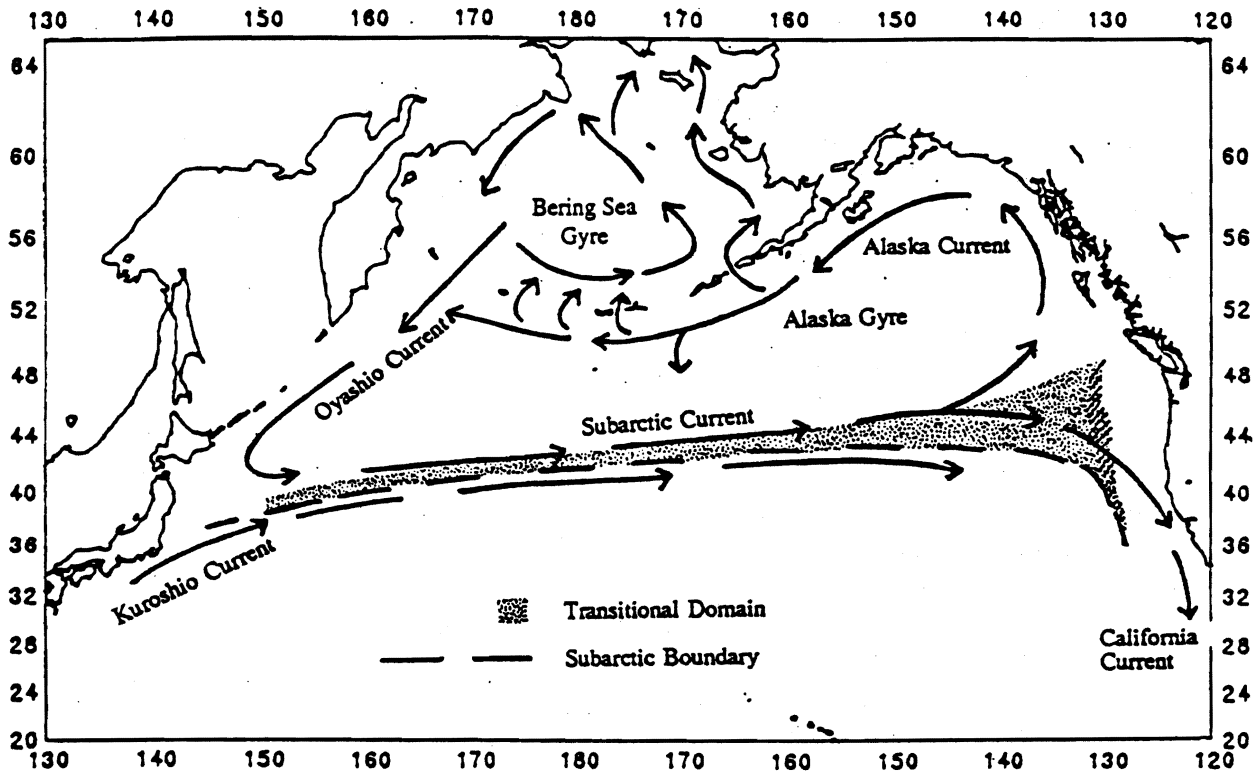 130 140 150 160 170 180 170 160 150 140 130 120
64 64
60 60
Bering Sea
Gyre
56 56
Alaska Current
52 52
Alaska Gyre
Oyashio Current
48 48
Subarctic Current
44 44
40 40
36 36
Kuroshio Current
32 32
Transitional Domain
California
Current
28 28
Subarctic Boundary
24 24
20 20
130 140 150 160 170 180 170 160 150 140 130 120